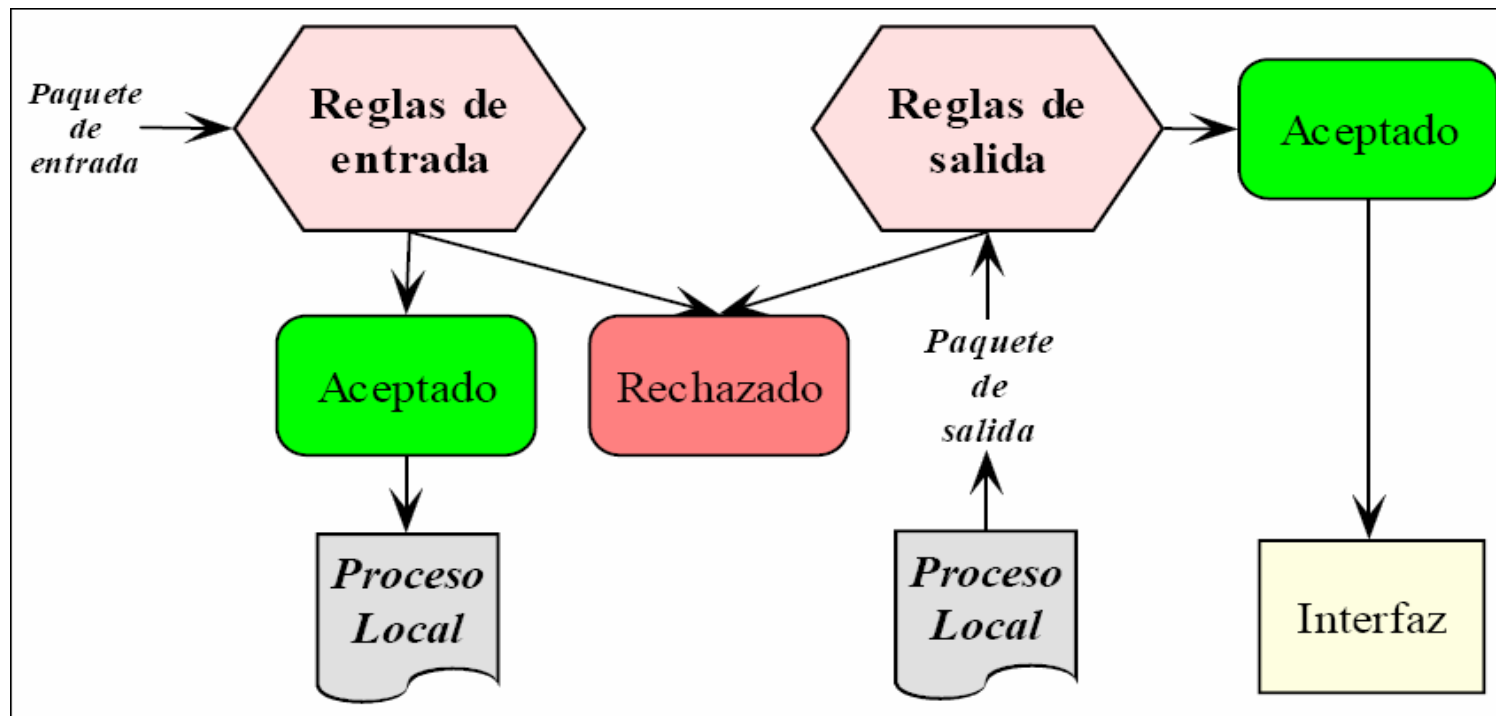 Paquete
de
entrada
Reglas de
entrada
Reglas de
salida
Aceptado
Aceptado
Rechazado
Paquete
de
salida
Proceso
Local
Proceso
Local
Interfaz